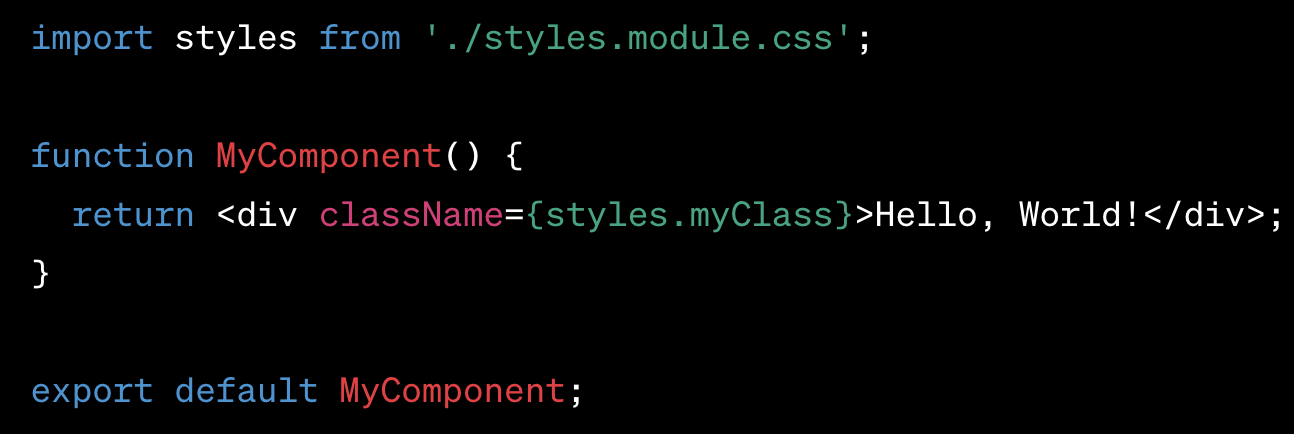 import styles from './styles.module.css';
function MyComponent() {
  return <div className={styles.myClass}>Hello, World!</div>;
}
export default MyComponent;